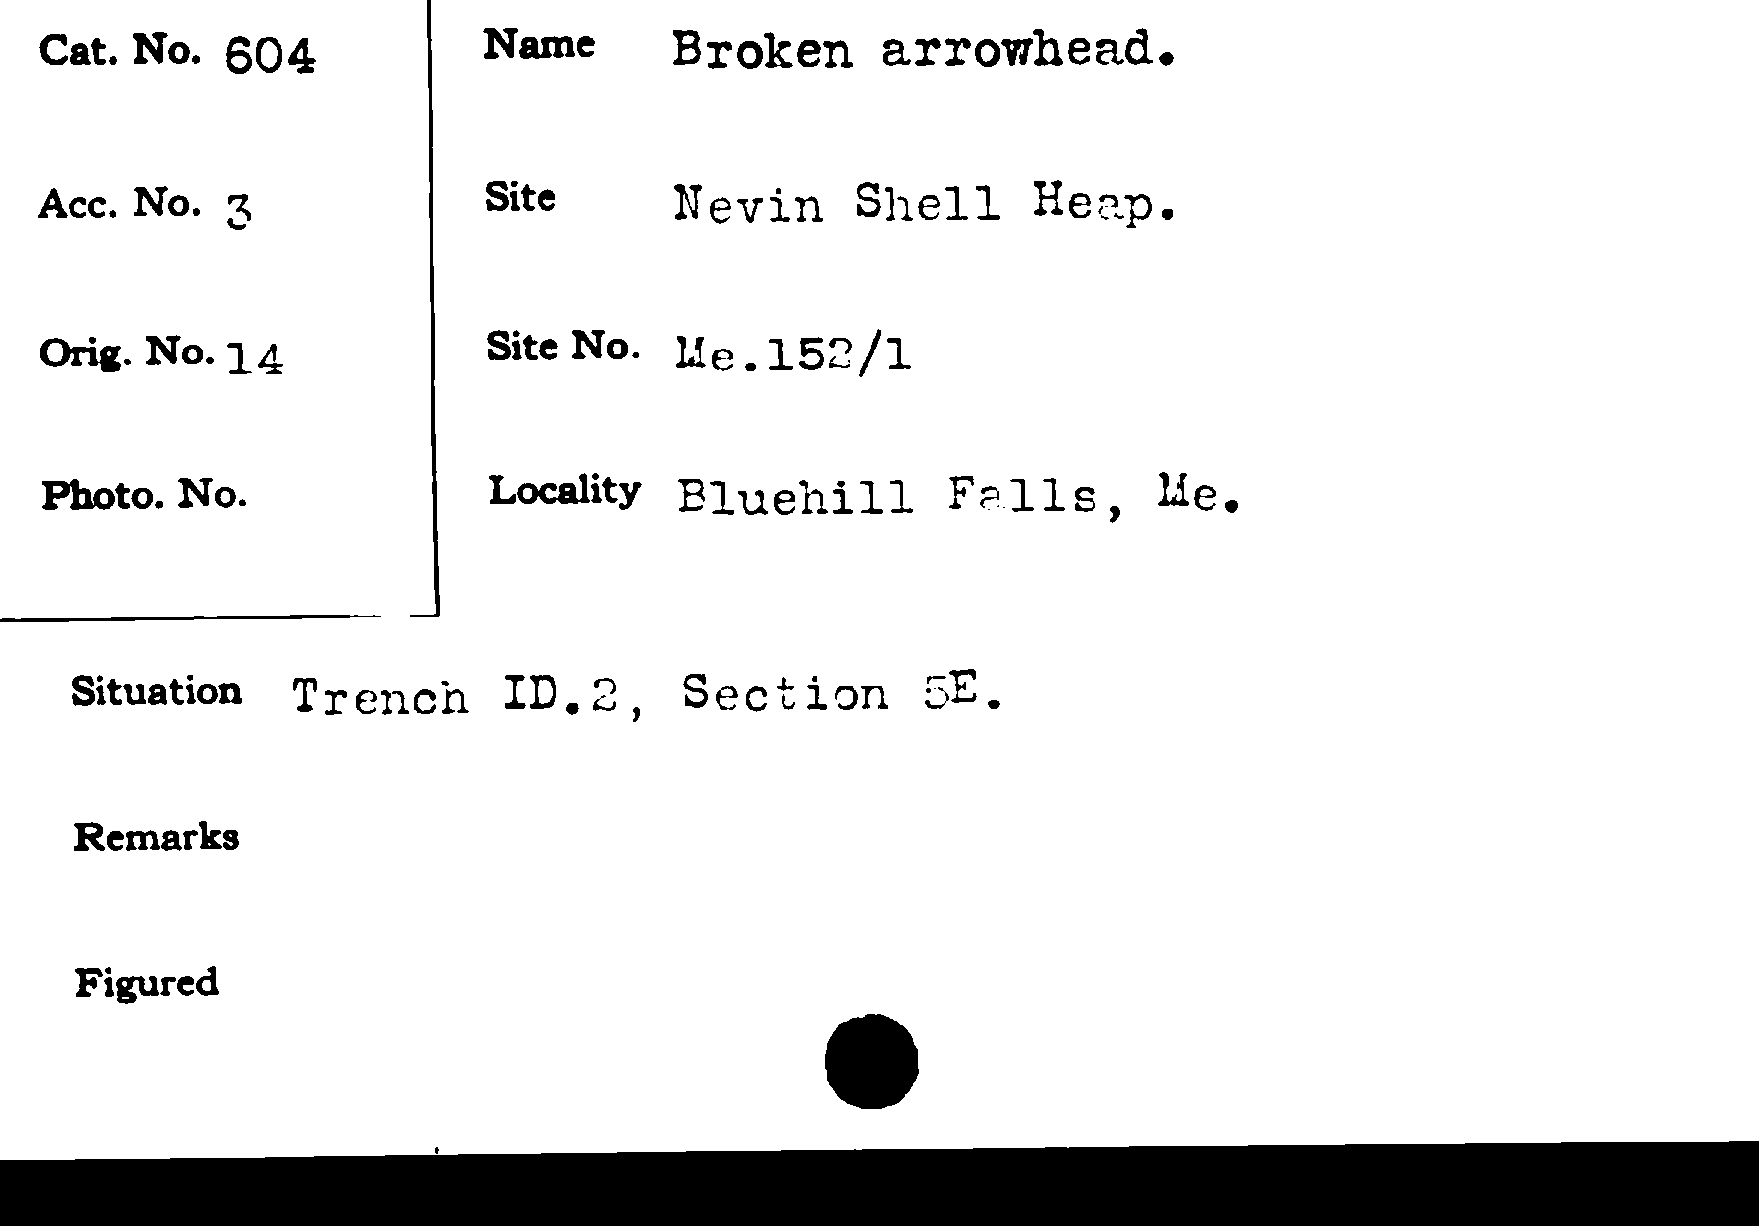 Cat. No. 604
Name Broken arrowhead.
Acc. No. 3
Site Nevin Shell Heap.
Orig. No. 14
Site No. Me.152/1
Photo. No.
Locality Bluehill Falls, Me.
Situation Trench ID.2, Section 5E.
Remarks
Figured